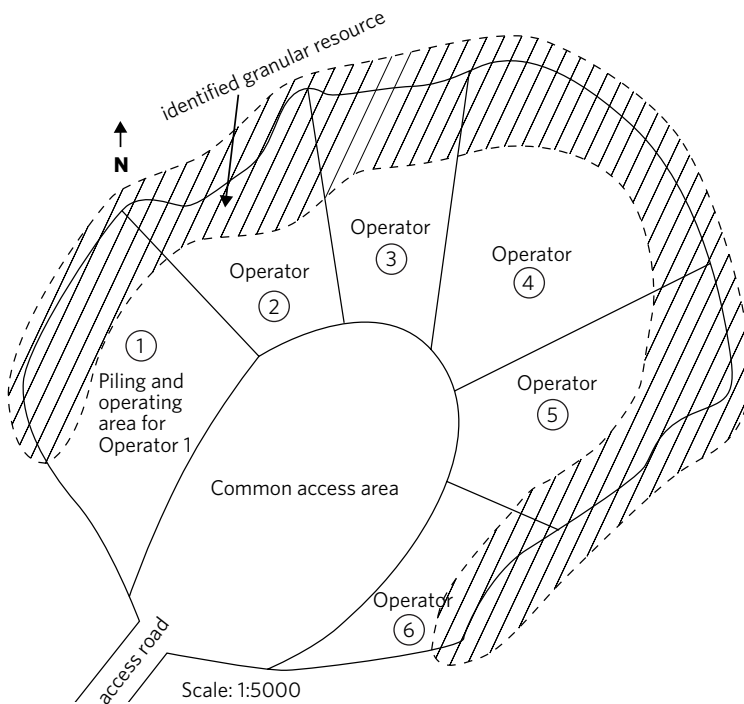 identified granular resource
N
Operator
3
Operator
2
Operator
4
1
Piling and
operating
area for
Operator 1
Operator
5
Common access area
Operator
6
access road
Scale: 1:5000